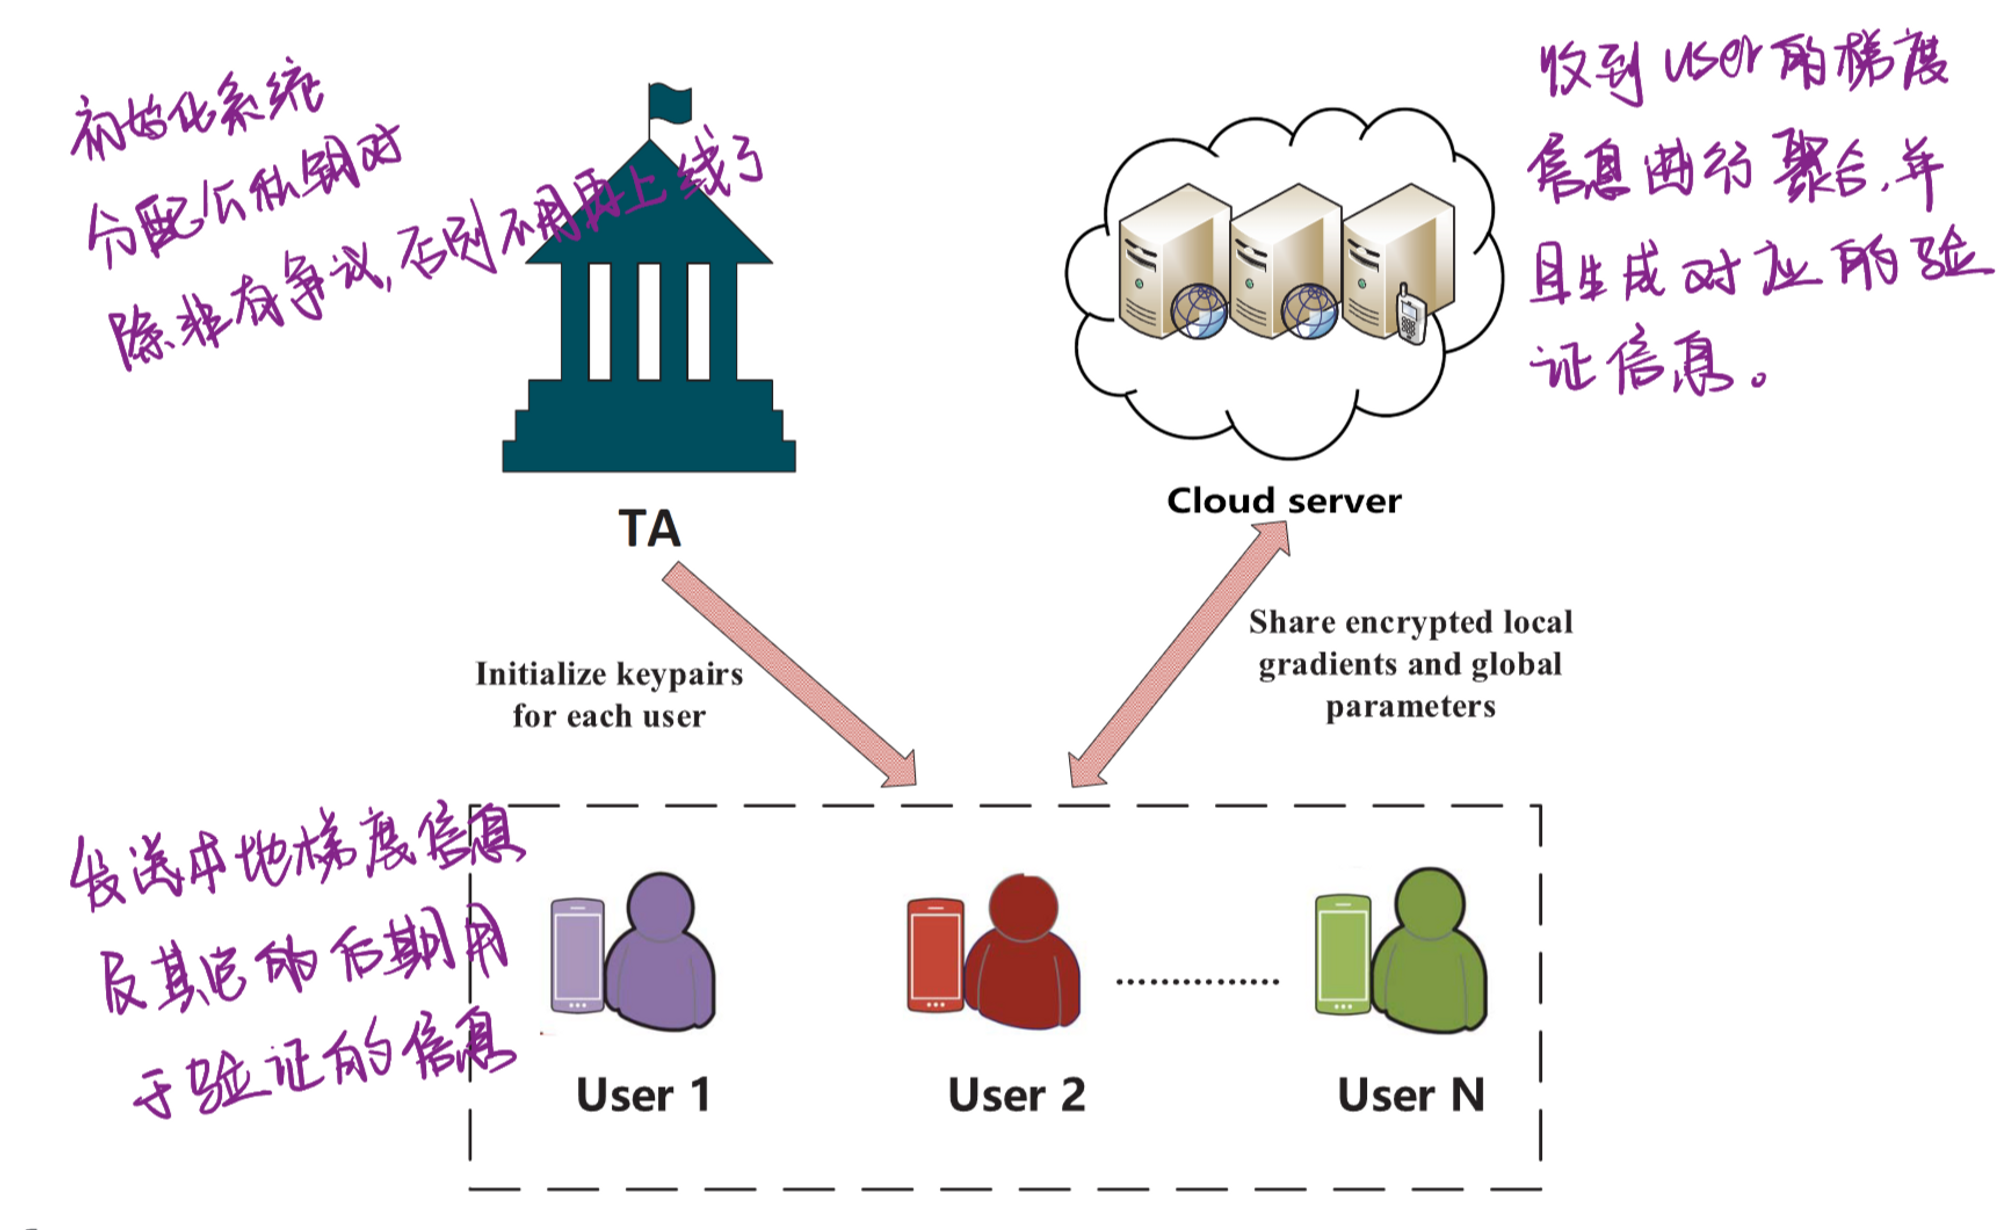 初始化系统
分配公私钥对
除非有争议,否则不用再上线了
收到user的梯度
信息进行聚合,并
且生成对应的验
证信息。
TA
Cloud server
Initialize keypairs
for each user
Share encrypted local
gradients and global
parameters
发送本地梯度信息
及其它的后期用
于验证的信息
User 1
User 2
User N